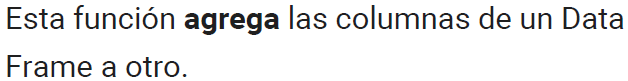 Esta función agrega las columnas de un Data
Frame a otro.